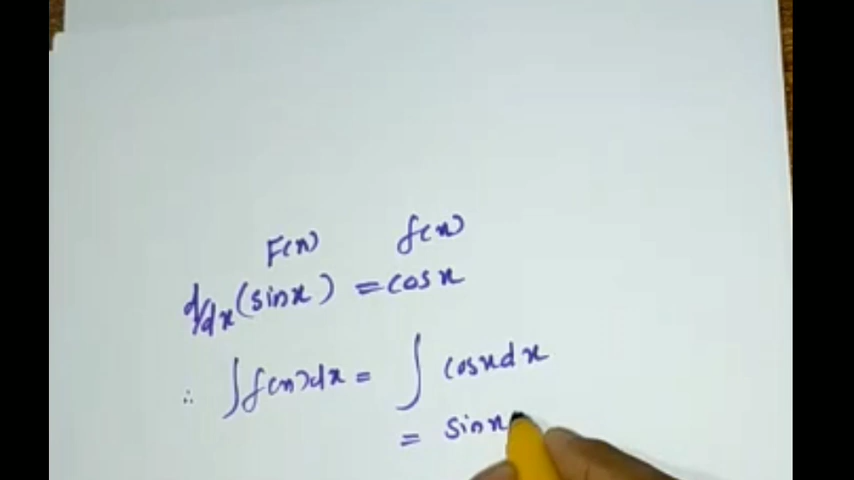 F(x) f(x)
d/dx (sinx) = cosx
∴ ∫f(x)dx = ∫ cosxdx
= sinx